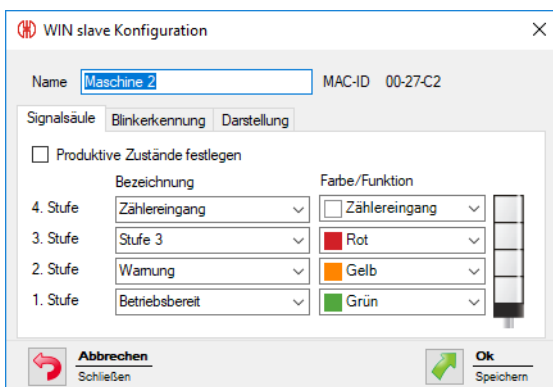 WIN slave Konfiguration
Name Maschine 2 MAC-ID 00-27-C2
Signalsäule Blinkerkennung Darstellung
Produktive Zustände festlegen
Bezeichnung Farbe/Funktion
4. Stufe Zählereingang Zählereingang
3. Stufe Stufe 3 Rot
2. Stufe Warnung Gelb
1. Stufe Betriebsbereit Grün
Abbrechen Ok
Schließen Speichern